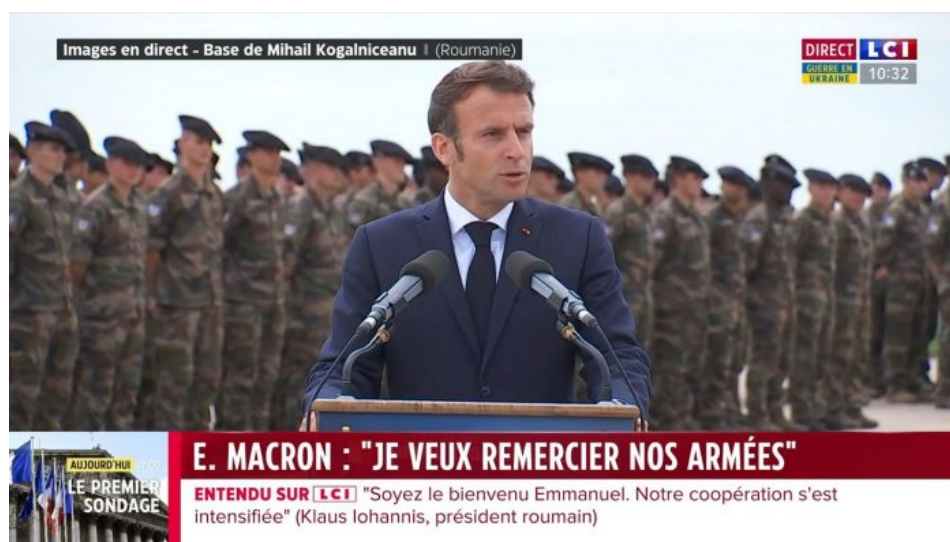 Images en direct - Base de Mihail Kogalniceanu | (Roumanie)
DIRECT LCI
GUERRE EN
UKRAINE
10:32
AUJOURD'HUI
LE PREMIER
SONDAGE
E. MACRON : "JE VEUX REMERCIER NOS ARMÉES"
ENTENDU SUR LCI "Soyez le bienvenu Emmanuel. Notre coopération s'est
intensifiée" (Klaus Iohannis, président roumain)